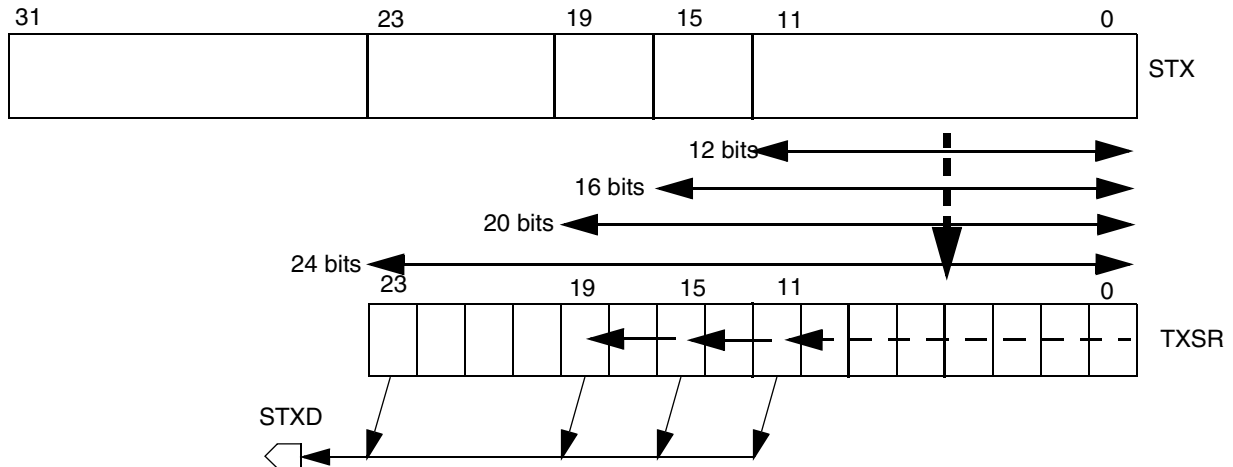 31 23 19 15 11 0
STX
12 bits
16 bits
20 bits
24 bits
23 19 15 11 0
TXSR
STXD